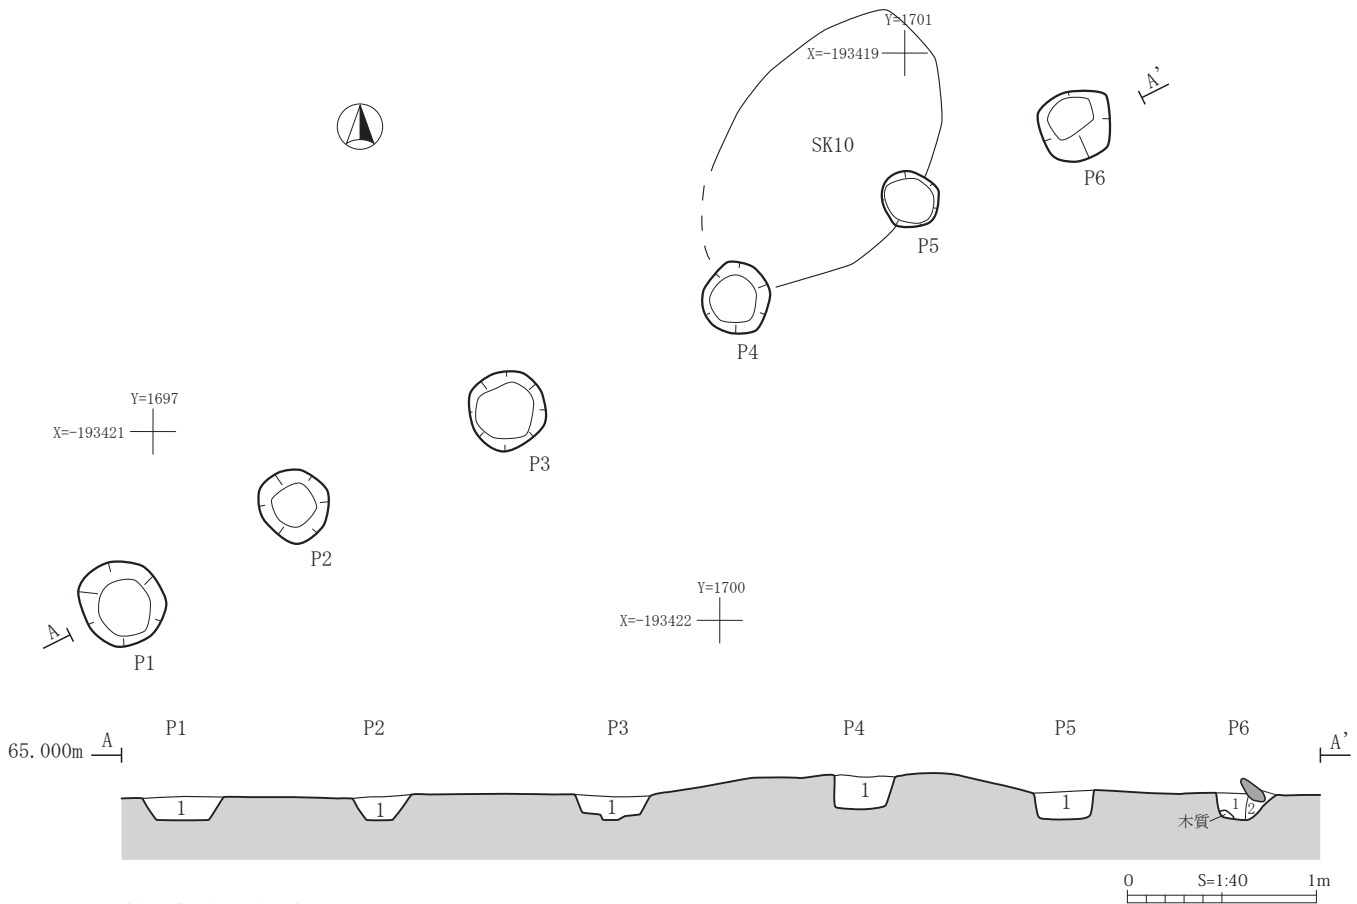 Y=1701
X=-193419
A'
SK10
P6
P5
P4
Y=1697
X=-193421
P3
P2
Y=1700
X=-193422
A
P1
P1 P2 P3 P4 P5 P6
65.000m A A'
1 1 1 1 1 1 2
木質
0 S=1:40 1m